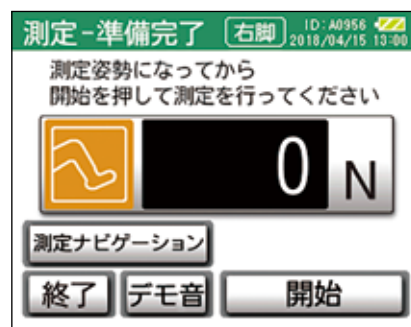 測定-準備完了 右脚 ID:A0956
2018/04/15 13:00
測定姿勢になってから
開始を押して測定を行ってください
0 N
測定ナビゲーション
終了 デモ音 開始